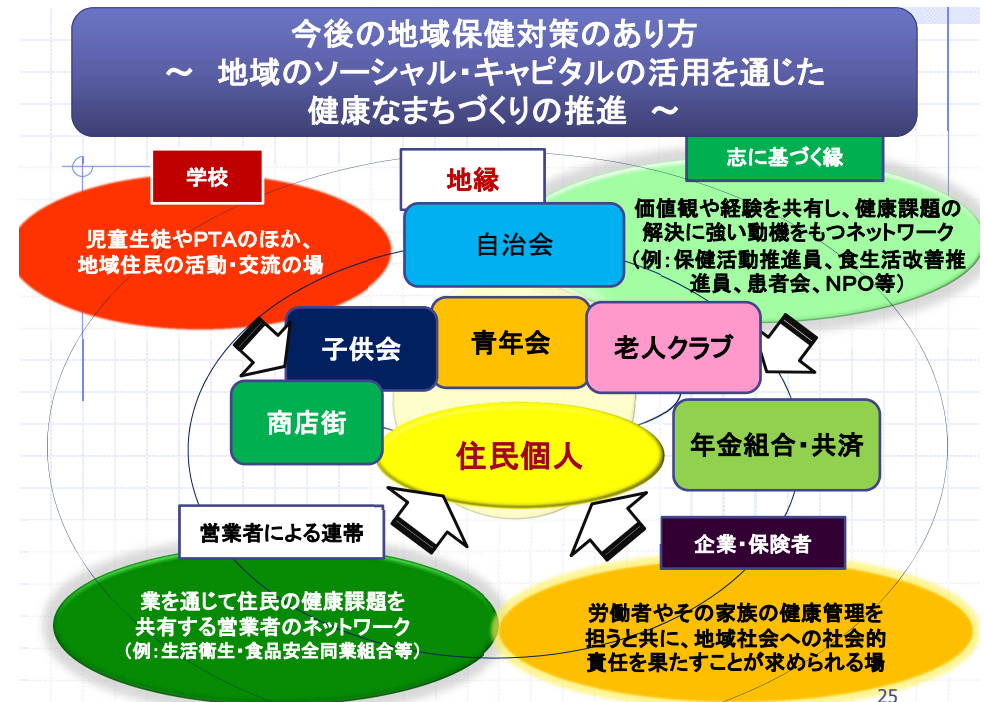 今後の地域保健対策のあり方
～ 地域のソーシャル・キャピタルの活用を通じた
健康なまちづくりの推進 ～
学校
児童生徒やPTAのほか、
地域住民の活動・交流の場
地縁
自治会
志に基づく縁
価値観や経験を共有し、健康課題の
解決に強い動機をもつネットワーク
（例：保健活動推進員、食生活改善推
進員、患者会、NPO等）
子供会
青年会
老人クラブ
商店街
住民個人
年金組合・共済
営業者による連帯
業を通じて住民の健康課題を
共有する営業者のネットワーク
（例：生活衛生・食品安全同業組合等）
企業・保険者
労働者やその家族の健康管理を
担うと共に、地域社会への社会的
責任を果たすことが求められる場
25